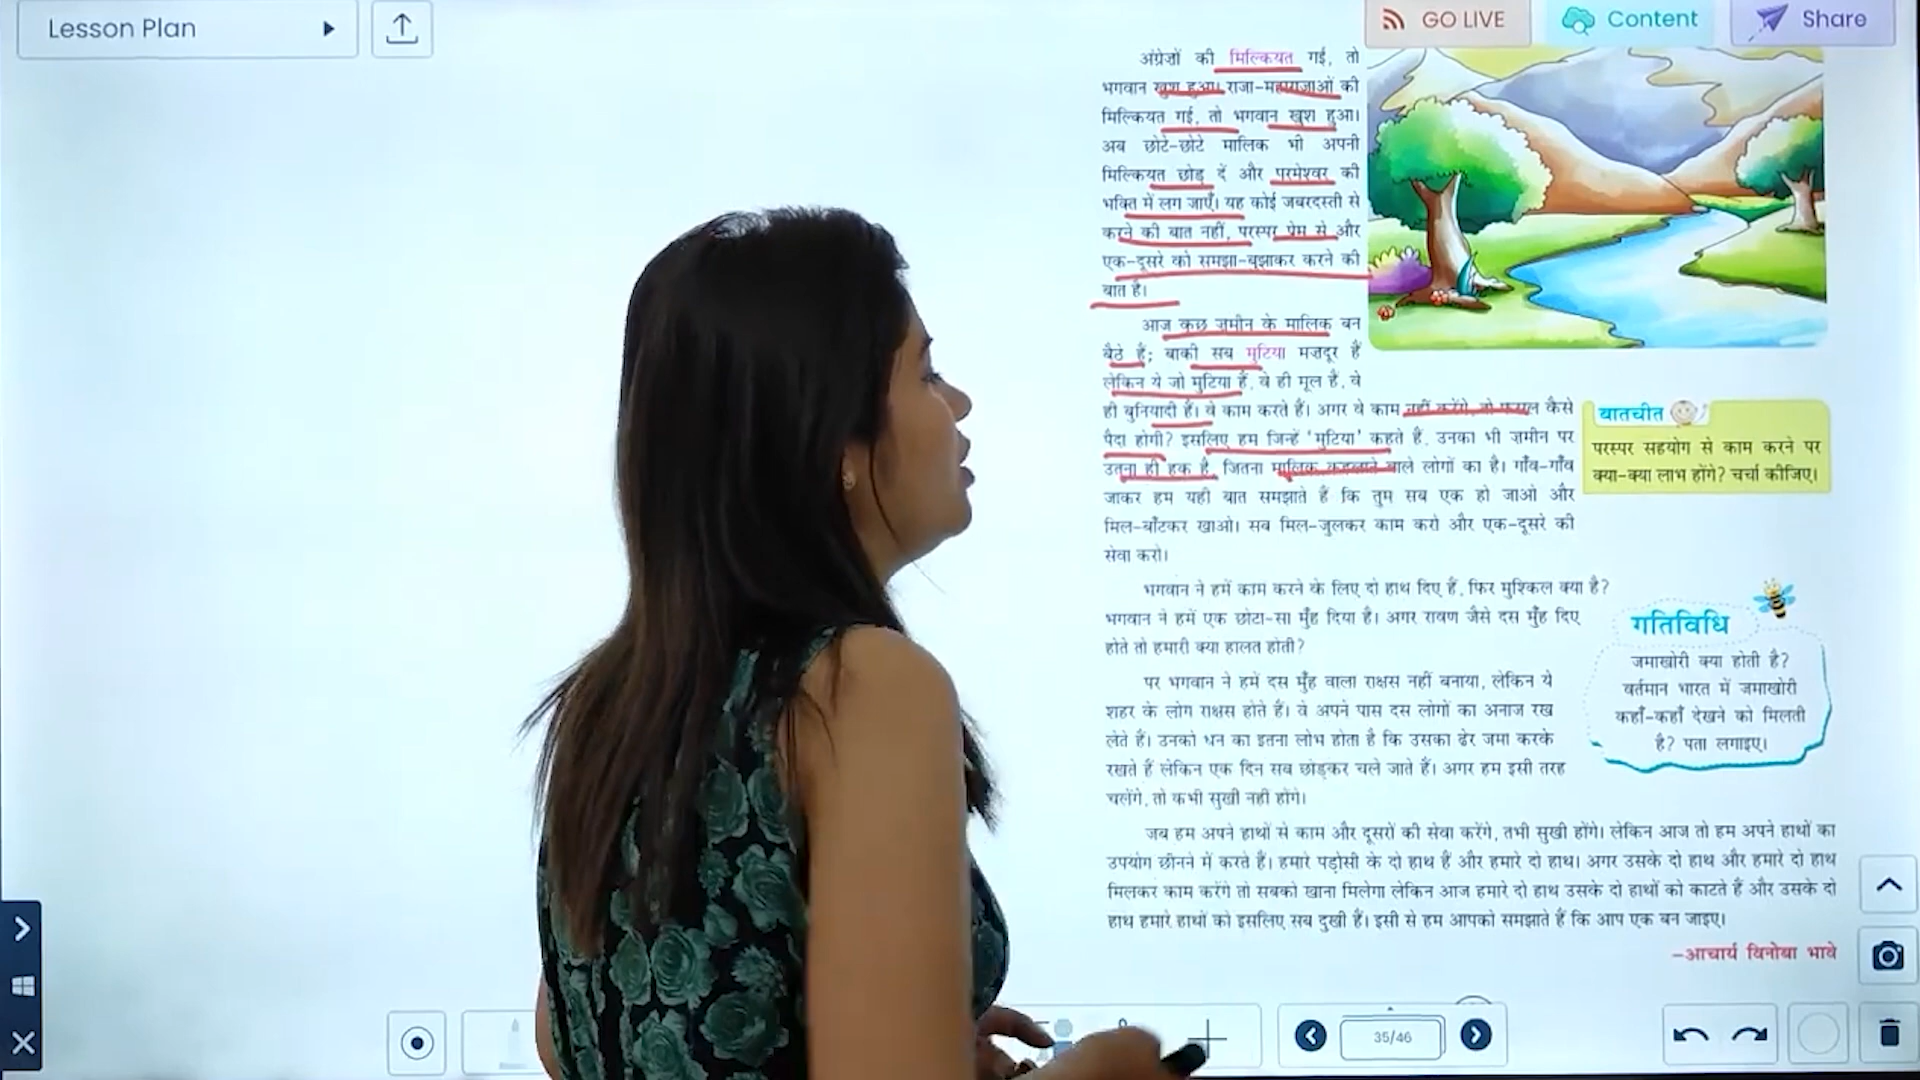 Lesson Plan
GO LIVE
Content
Share
अंग्रेज़ों की मिल्कियत गई, तो
भगवान खुश हुआ। राजा-महाराजाओं की
मिल्कियत गई, तो भगवान खुश हुआ।
अब छोटे-छोटे मालिक भी अपनी
मिल्कियत छोड़ दें और परमेश्वर की
भक्ति में लग जाएँ। यह कोई जबरदस्ती से
करने की बात नहीं, परस्पर प्रेम से और
एक-दूसरे को समझा-बूझाकर करने की
बात है।
आज कुछ ज़मीन के मालिक बन
बैठे हैं; बाकी सब मुटिया मज़दूर हैं
लेकिन ये जो मुटिया हैं, वे ही मूल हैं, वे
ही बुनियादी हैं। वे काम करते हैं। अगर वे काम नहीं करेंगे, तो फसल कैसे
पैदा होगी? इसलिए हम जिन्हें ‘मुटिया’ कहते हैं, उनका भी ज़मीन पर
उतना ही हक है, जितना मालिक कहलाने वाले लोगों का है। गाँव-गाँव
जाकर हम यही बात समझाते हैं कि तुम सब एक हो जाओ और
मिल-बाँटकर खाओ। सब मिल-जुलकर काम करो और एक-दूसरे की
सेवा करो।
बातचीत
परस्पर सहयोग से काम करने पर
क्या-क्या लाभ होंगे? चर्चा कीजिए।
भगवान ने हमें काम करने के लिए दो हाथ दिए हैं, फिर मुश्किल क्या है?
भगवान ने हमें एक छोटा-सा मुँह दिया है। अगर रावण जैसे दस मुँह दिए
होते तो हमारी क्या हालत होती?
पर भगवान ने हमें दस मुँह वाला राक्षस नहीं बनाया, लेकिन ये
शहर के लोग राक्षस होते हैं। वे अपने पास दस लोगों का अनाज रख
लेते हैं। उनको धन का इतना लोभ होता है कि उसका ढेर जमा करके
रखते हैं लेकिन एक दिन सब छोड़कर चले जाते हैं। अगर हम इसी तरह
चलेंगे, तो कभी सुखी नहीं होंगे।
गतिविधि
जमाखोरी क्या होती है?
वर्तमान भारत में जमाखोरी
कहाँ-कहाँ देखने को मिलती
है? पता लगाइए।
जब हम अपने हाथों से काम और दूसरों की सेवा करेंगे, तभी सुखी होंगे। लेकिन आज तो हम अपने हाथों का
उपयोग छीनने में करते हैं। हमारे पड़ोसी के दो हाथ हैं और हमारे दो हाथ। अगर उसके दो हाथ और हमारे दो हाथ
मिलकर काम करेंगे तो सबको खाना मिलेगा लेकिन आज हमारे दो हाथ उसके दो हाथों को काटते हैं और उसके दो
हाथ हमारे हाथों को इसलिए सब दुखी हैं। इसी से हम आपको समझाते हैं कि आप एक बन जाइए।
–आचार्य विनोबा भावे
35/46